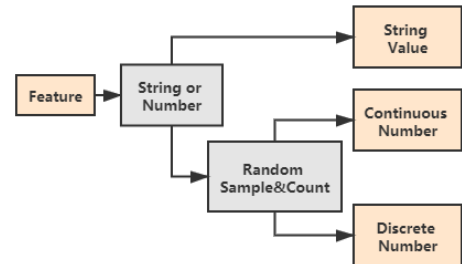 String
Value
Feature
String or
Number
Continuous
Number
Random
Sample&Count
Discrete
Number